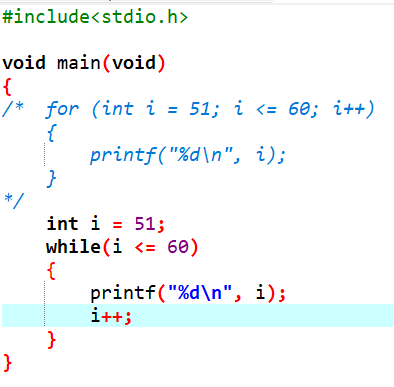 #include<stdio.h>
void main(void)
{
/*  for (int i = 51; i <= 60; i++)
    {
        printf("%d\n", i);
    }
*/
    int i = 51;
    while(i <= 60)
    {
        printf("%d\n", i);
        i++;
    }
}